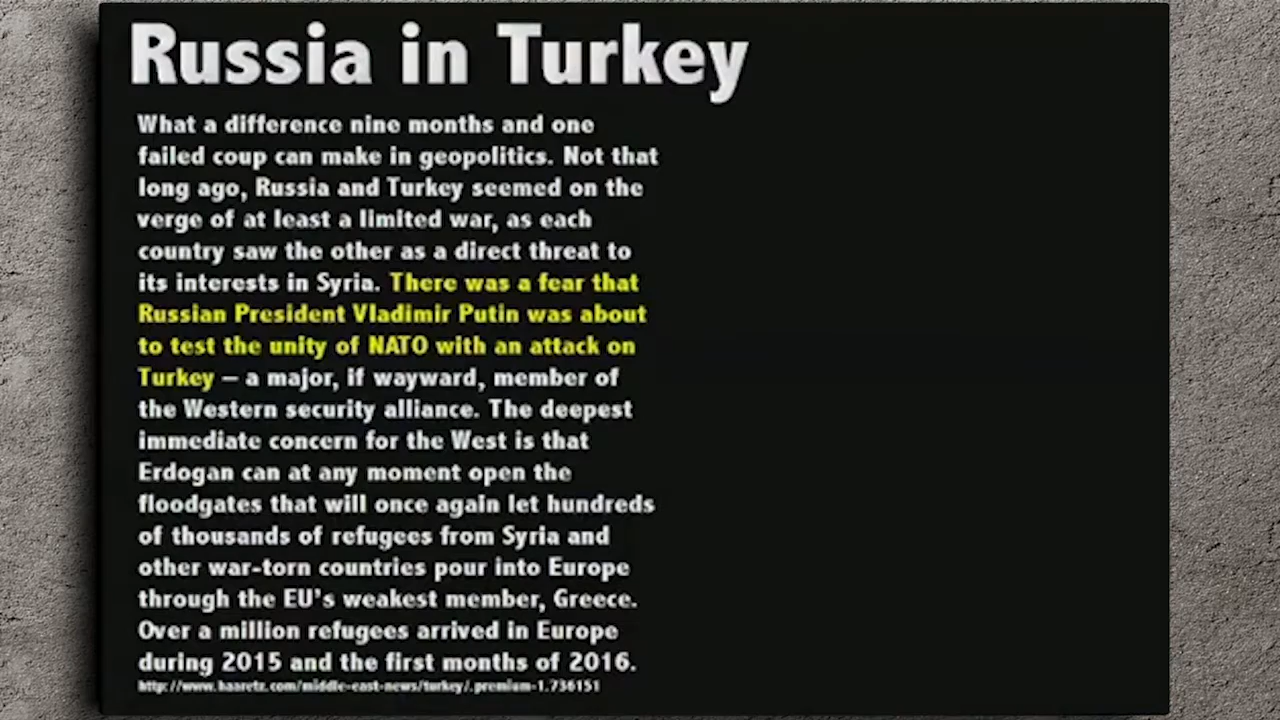 Russia in Turkey
What a difference nine months and one
failed coup can make in geopolitics. Not that
long ago, Russia and Turkey seemed on the
verge of at least a limited war, as each
country saw the other as a direct threat to
its interests in Syria. There was a fear that
Russian President Vladimir Putin was about
to test the unity of NATO with an attack on
Turkey – a major, if wayward, member of
the Western security alliance. The deepest
immediate concern for the West is that
Erdogan can at any moment open the
floodgates that will once again let hundreds
of thousands of refugees from Syria and
other war-torn countries pour into Europe
through the EU's weakest member, Greece.
Over a million refugees arrived in Europe
during 2015 and the first months of 2016.
http://www.haaretz.com/middle-east-news/turkey/.premium-1.736151